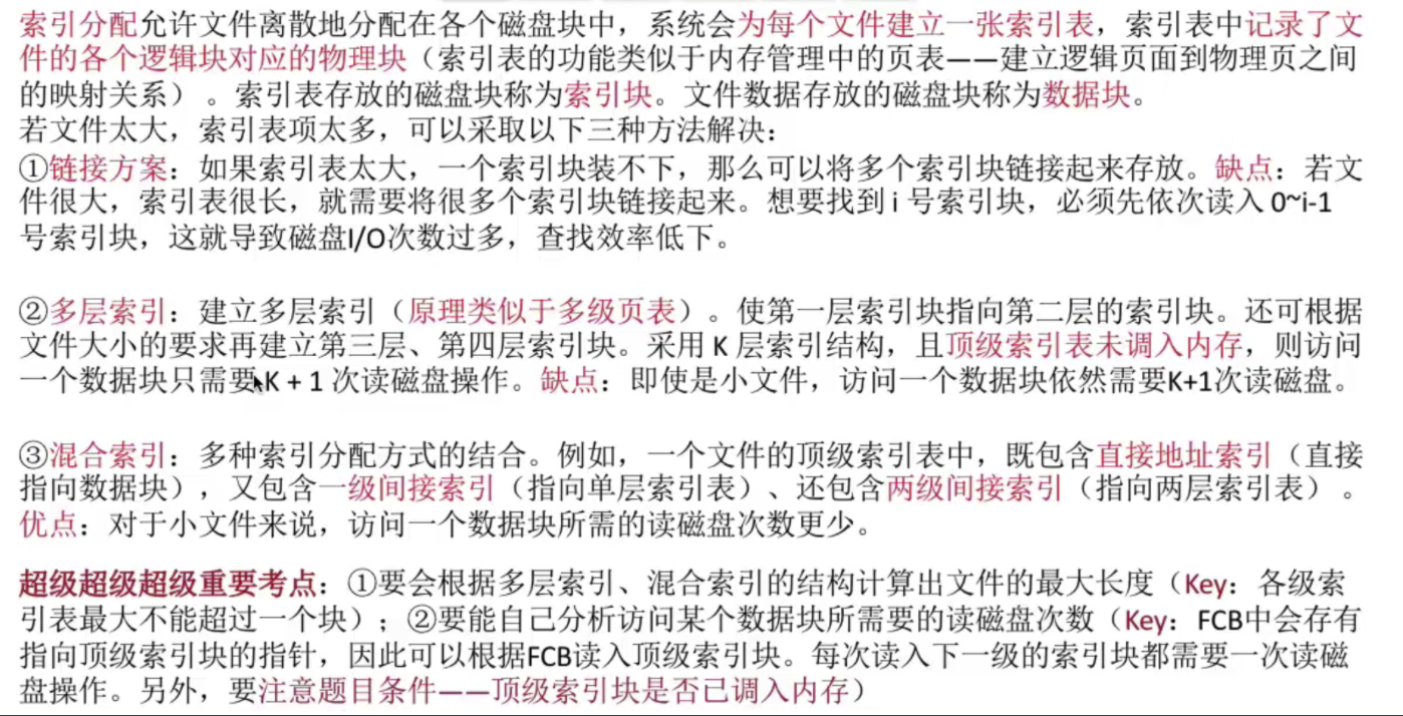 索引分配允许文件离散地分配在各个磁盘块中，系统会为每个文件建立一张索引表，索引表中记录了文
件的各个逻辑块对应的物理块（索引表的功能类似于内存管理中的页表——建立逻辑页面到物理页之间
的映射关系）。索引表存放的磁盘块称为索引块。文件数据存放的磁盘块称为数据块。
若文件太大，索引表项太多，可以采取以下三种方法解决：
①链接方案：如果索引表太大，一个索引块装不下，那么可以将多个索引块链接起来存放。缺点：若文
件很大，索引表很长，就需要将很多个索引块链接起来。想要找到 i 号索引块，必须先依次读入 0~i-1
号索引块，这就导致磁盘I/O次数过多，查找效率低下。
②多层索引：建立多层索引（原理类似于多级页表）。使第一层索引块指向第二层的索引块。还可根据
文件大小的要求再建立第三层、第四层索引块。采用 K 层索引结构，且顶级索引表未调入内存，则访问
一个数据块只需要 K + 1 次读磁盘操作。缺点：即使是小文件，访问一个数据块依然需要K+1次读磁盘。
③混合索引：多种索引分配方式的结合。例如，一个文件的顶级索引表中，既包含直接地址索引（直接
指向数据块），又包含一级间接索引（指向单层索引表）、还包含两级间接索引（指向两层索引表）。
优点：对于小文件来说，访问一个数据块所需的读磁盘次数更少。
超级超级超级重要考点：①要会根据多层索引、混合索引的结构计算出文件的最大长度（Key：各级索
引表最大不能超过一个块）；②要能自己分析访问某个数据块所需要的读磁盘次数（Key：FCB中会存有
指向顶级索引块的指针，因此可以根据FCB读入顶级索引块。每次读入下一级的索引块都需要一次读磁
盘操作。另外，要注意题目条件——顶级索引块是否已调入内存）